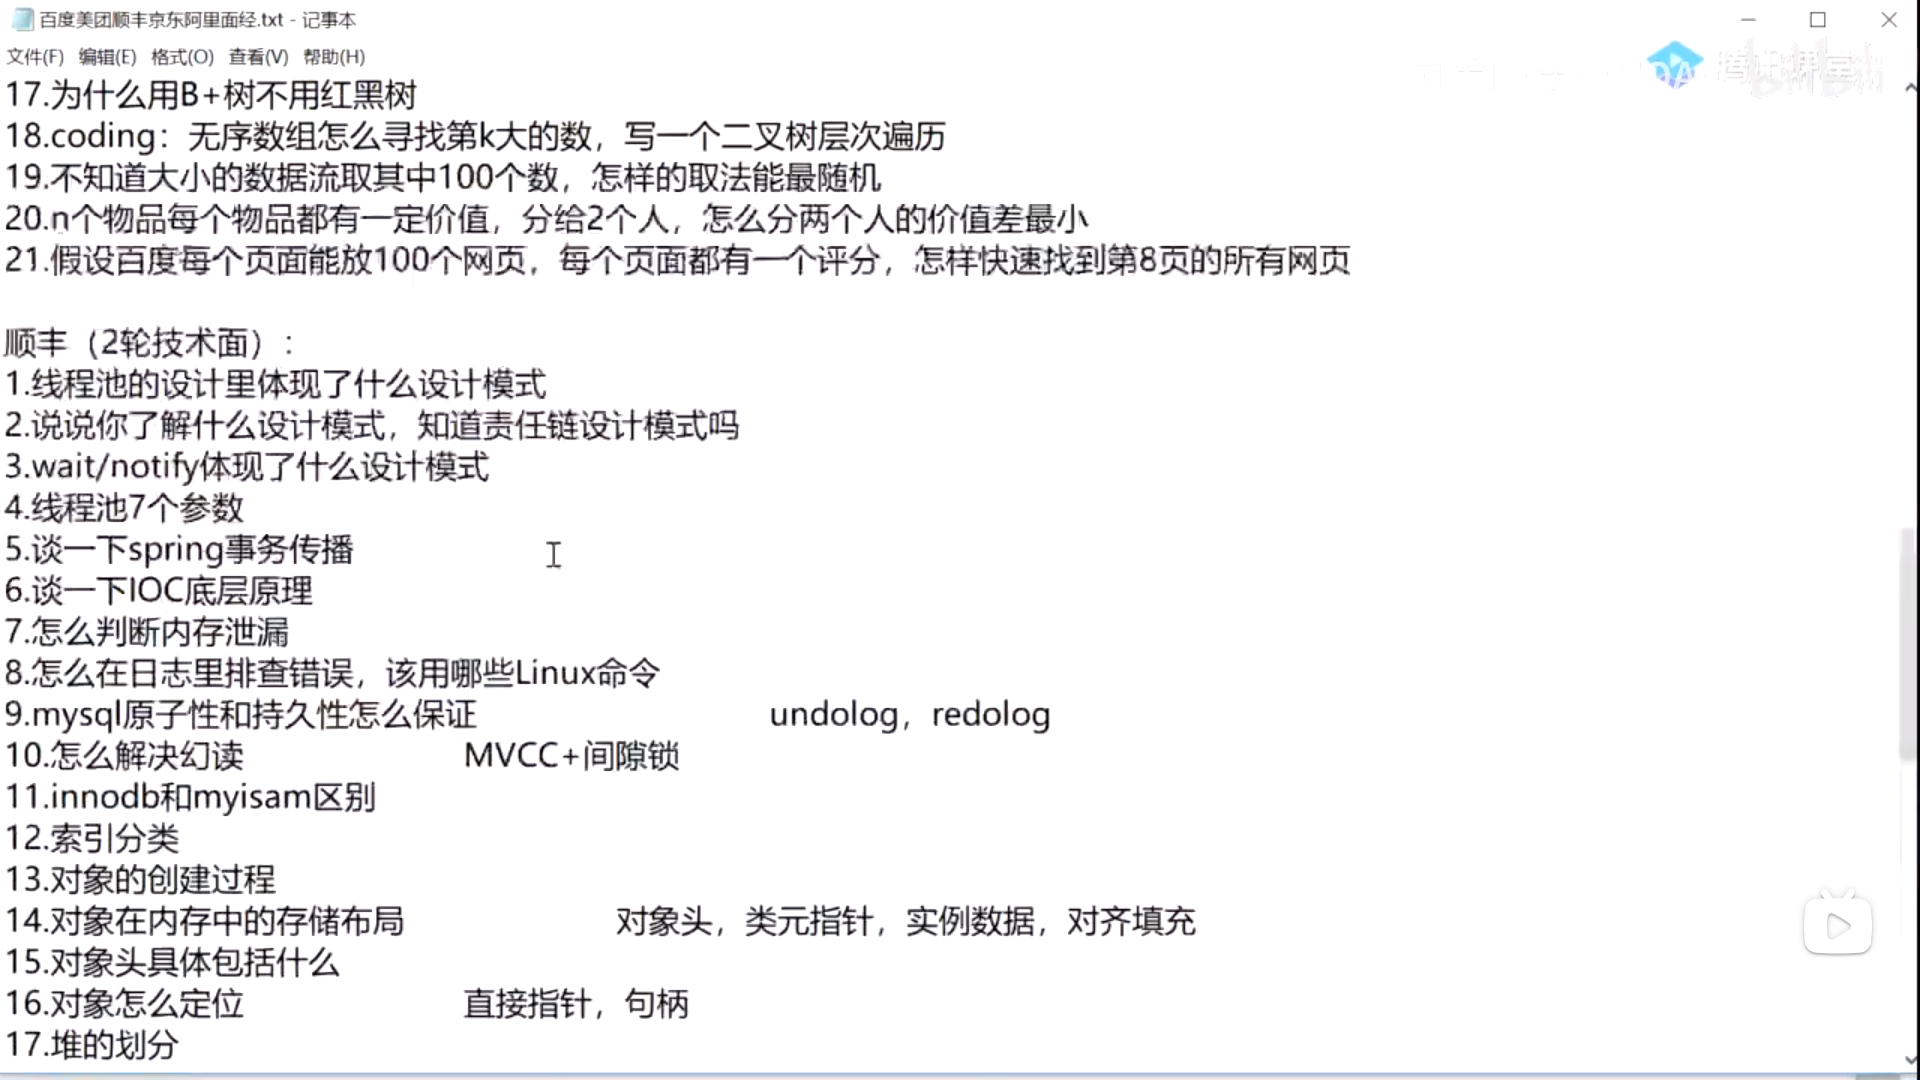 百度美团顺丰京东阿里面经.txt - 记事本
文件(F) 编辑(E) 格式(O) 查看(V) 帮助(H)
腾讯课堂
17.为什么用B+树不用红黑树
18.coding：无序数组怎么寻找第k大的数，写一个二叉树层次遍历
19.不知道大小的数据流取其中100个数，怎样的取法能最随机
20.n个物品每个物品都有一定价值，分给2个人，怎么分两个人的价值差最小
21.假设百度每个页面能放100个网页，每个页面都有一个评分，怎样快速找到第8页的所有网页
顺丰（2轮技术面）:
1.线程池的设计里体现了什么设计模式
2.说说你了解什么设计模式，知道责任链设计模式吗
3.wait/notify体现了什么设计模式
4.线程池7个参数
5.谈一下spring事务传播
6.谈一下IOC底层原理
7.怎么判断内存泄漏
8.怎么在日志里排查错误，该用哪些Linux命令
9.mysql原子性和持久性怎么保证 undolog，redolog
10.怎么解决幻读 MVCC+间隙锁
11.innodb和myisam区别
12.索引分类
13.对象的创建过程
14.对象在内存中的存储布局 对象头，类元指针，实例数据，对齐填充
15.对象头具体包括什么
16.对象怎么定位 直接指针，句柄
17.堆的划分